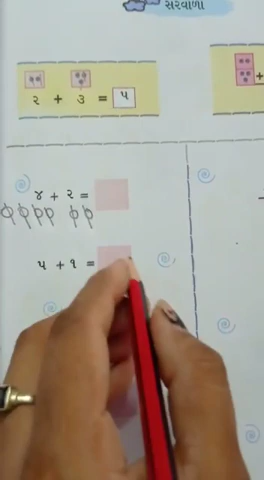 સરવાળા
૨ + ૩ = ૫
+
૪ + ૨ =
૫ + ૧ =